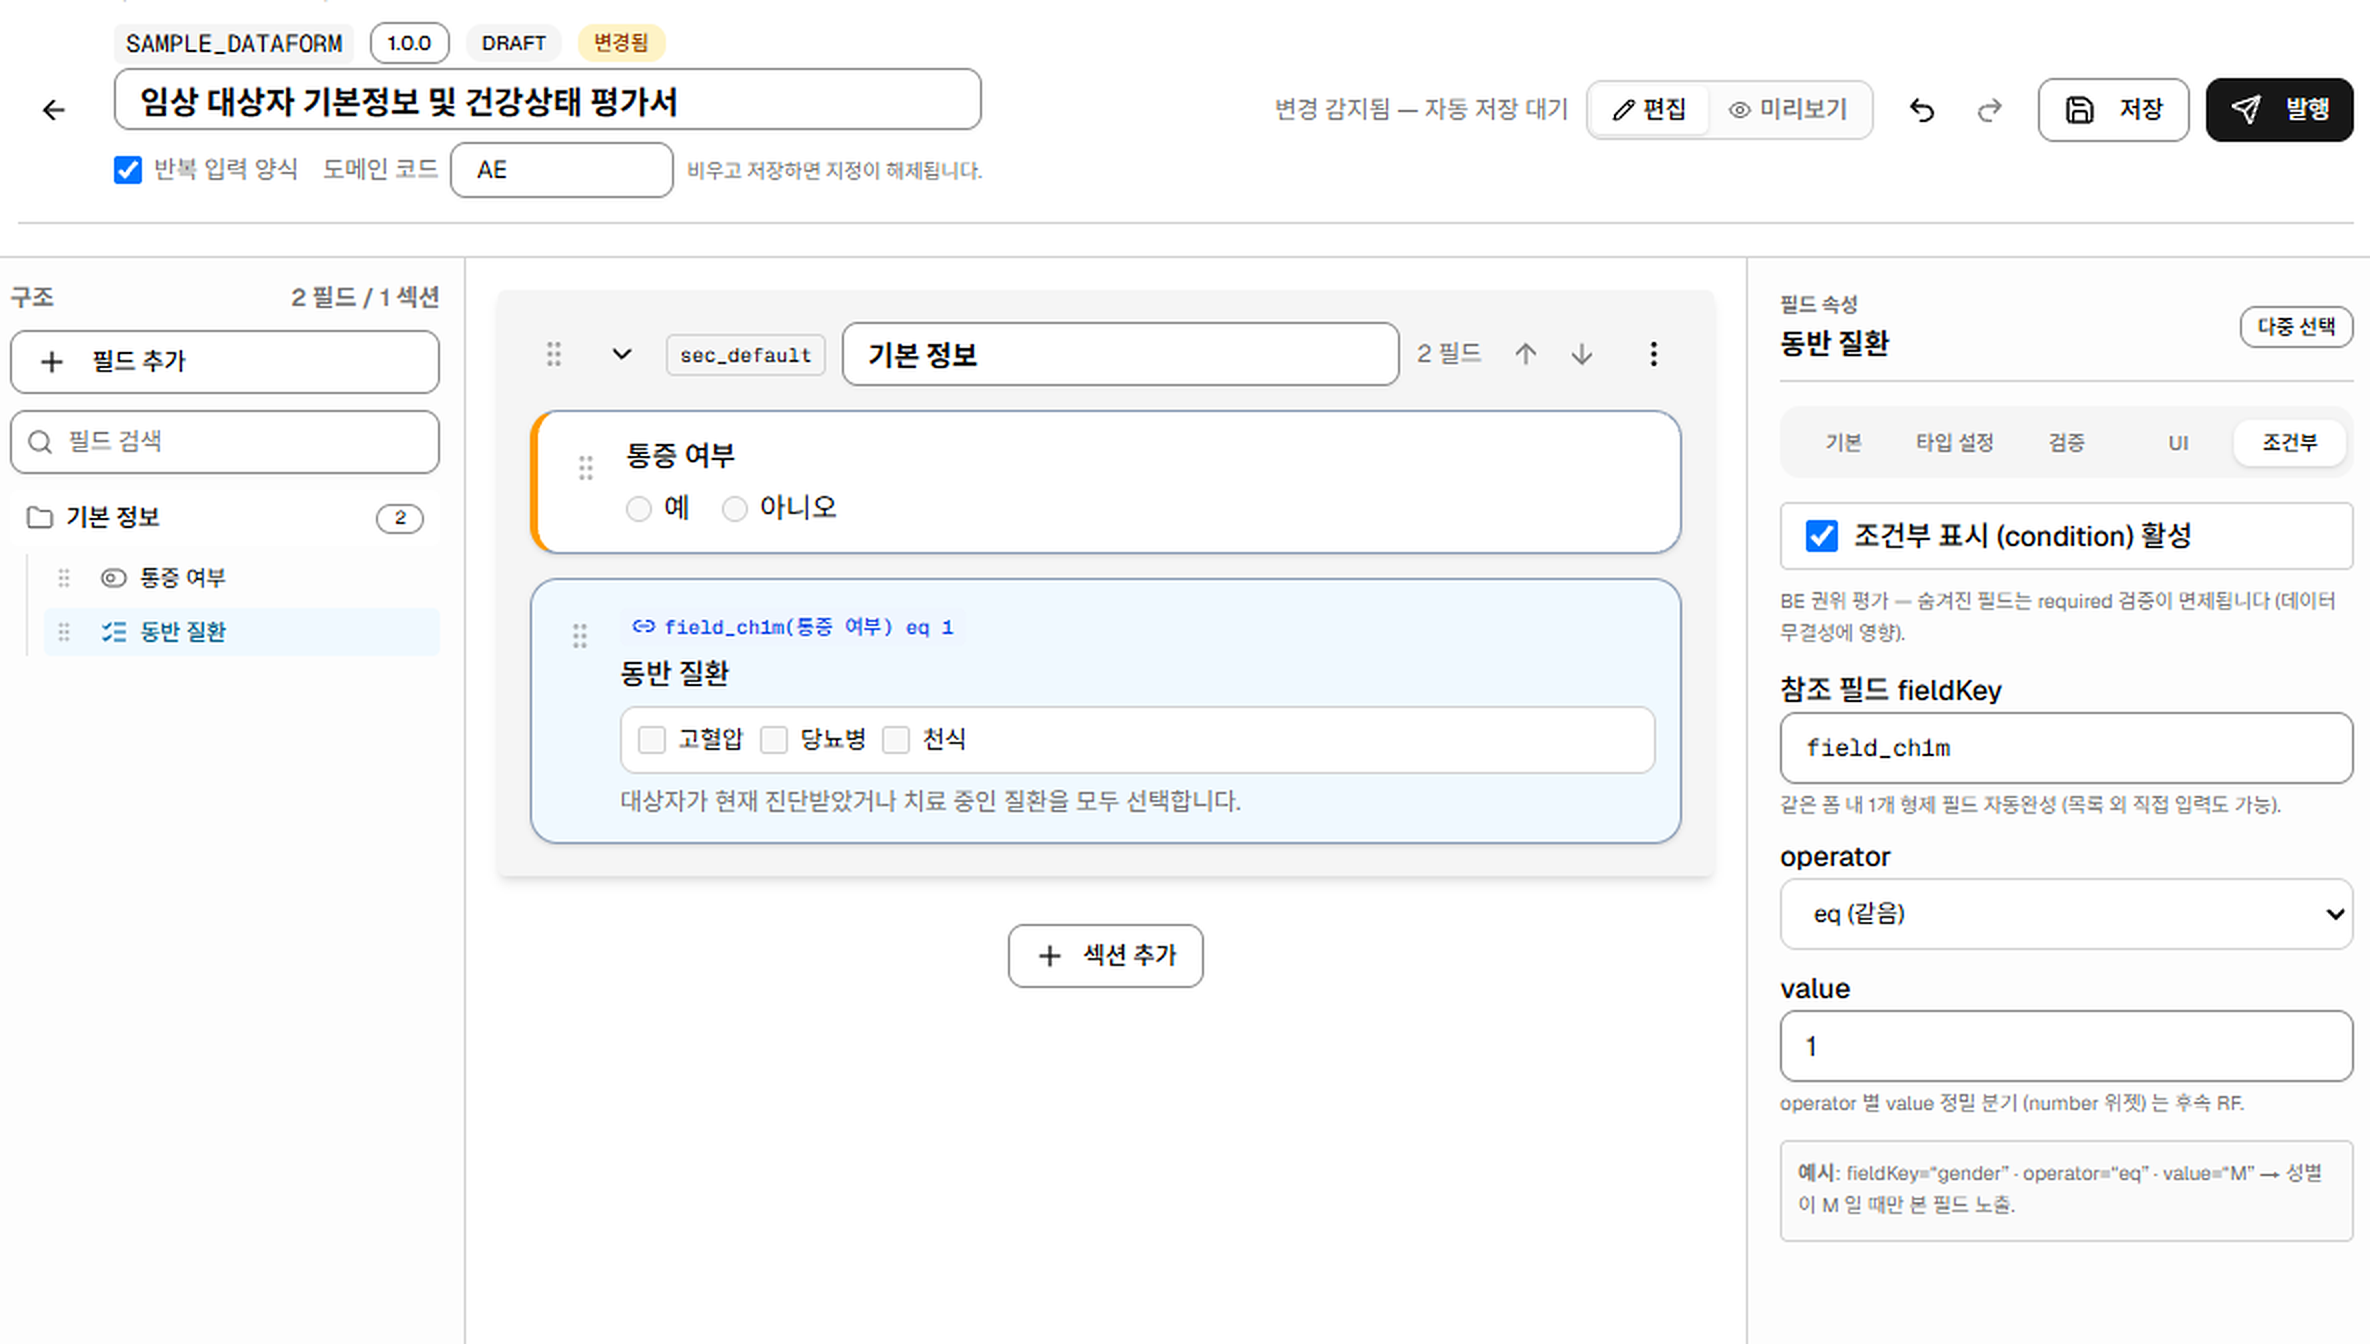 SAMPLE_DATAFORM 1.0.0 DRAFT 변경됨
임상 대상자 기본정보 및 건강상태 평가서
변경 감지됨 — 자동 저장 대기 편집 미리보기 저장 발행
반복 입력 양식 도메인 코드 AE 비우고 저장하면 지정이 해제됩니다.
구조 2 필드 / 1 섹션
필드 추가
필드 검색
기본 정보 2
통증 여부
동반 질환
sec_default 기본 정보 2 필드
통증 여부
예 아니오
field_ch1m(통증 여부) eq 1
동반 질환
고혈압 당뇨병 천식
대상자가 현재 진단받았거나 치료 중인 질환을 모두 선택합니다.
섹션 추가
필드 속성
동반 질환 다중 선택
기본 타입 설정 검증 UI 조건부
조건부 표시 (condition) 활성
BE 권위 평가 — 숨겨진 필드는 required 검증이 면제됩니다 (데이터
무결성에 영향).
참조 필드 fieldKey
field_ch1m
같은 폼 내 1개 형제 필드 자동완성 (목록 외 직접 입력도 가능).
operator
eq (같음)
value
1
operator 별 value 정밀 분기 (number 위젯) 는 후속 RF.
예시: fieldKey="gender" · operator="eq" · value="M" → 성별
이 M 일 때만 본 필드 노출.